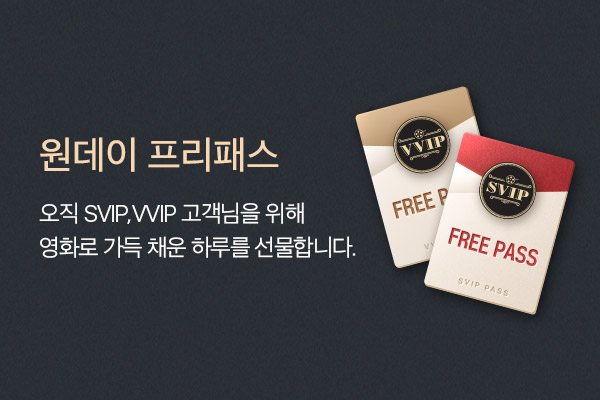 원데이 프리패스
오직 SVIP,VVIP 고객님을 위해
영화로 가득 채운 하루를 선물합니다.
VVIP
FREE P
SVIP
FREE PASS
SVIP PASS